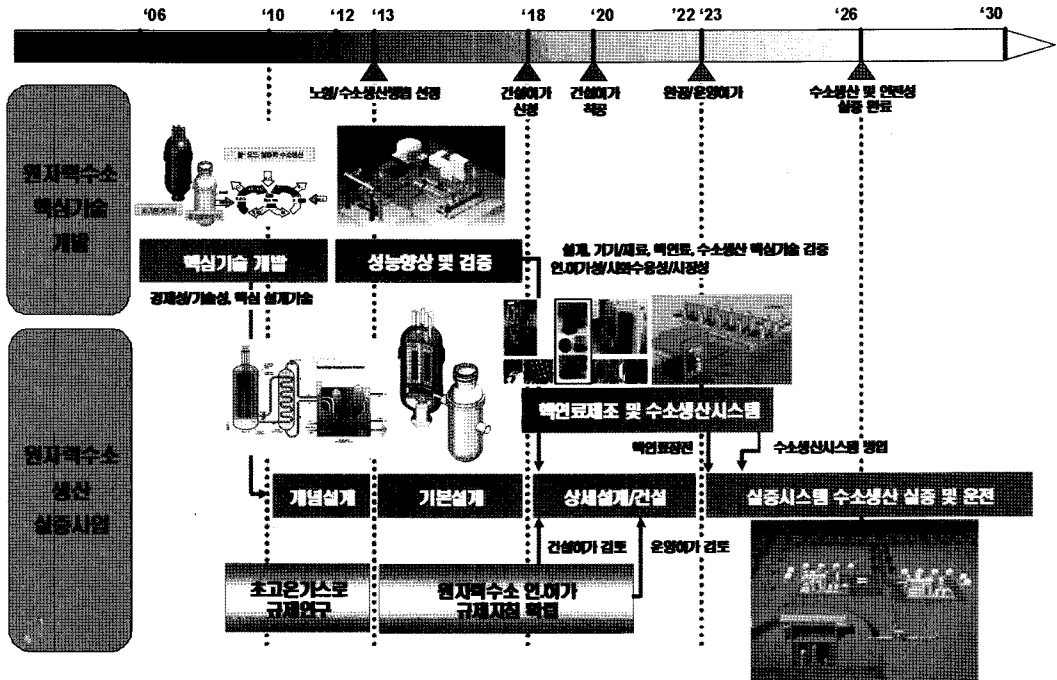 ‘06
‘10
‘12
‘13
‘18
‘20
’22
‘23
‘26
‘30
노형/수소생산방법 선정
건설허가
신청
건설허가
착공
완공/운영허가
수소생산 및 안전성
실증 완료
원자력수소
핵심기술
개발
핵심기술 개발
성능향상 및 검증
설계, 기기/재료, 핵연료, 수소생산 핵심기술 검증
인.허가성/사회수용성/시장성
경제성/기술성, 핵심 설계기술
핵연료제조 및 수소생산시스템
핵연료장전
수소생산시스템 병입
원자력수소
생산
실증사업
개념설계
기본설계
상세설계/건설
실증시스템 수소생산 실증 및 운전
건설허가 검토
운영허가 검토
초고온가스로
규제연구
원자력수소 인.허가
규제지침 확립